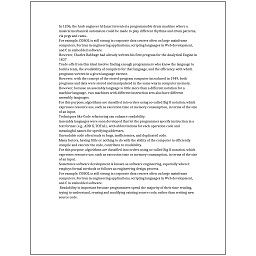 In 1206, the Arab engineer Al-Jazari invented a programmable drum machine where a
musical mechanical automaton could be made to play different rhythms and drum patterns,
via pegs and cams.
For example, COBOL is still strong in corporate data centers often on large mainframe
computers, Fortran in engineering applications, scripting languages in Web development,
and C in embedded software.
However, Charles Babbage had already written his first program for the Analytical Engine in
1837.
Trade-offs from this ideal involve finding enough programmers who know the language to
build a team, the availability of compilers for that language, and the efficiency with which
programs written in a given language execute.
However, with the concept of the stored-program computer introduced in 1949, both
programs and data were stored and manipulated in the same way in computer memory.
However, because an assembly language is little more than a different notation for a
machine language, two machines with different instruction sets also have different
assembly languages.
For this purpose, algorithms are classified into orders using so-called Big O notation, which
expresses resource use, such as execution time or memory consumption, in terms of the size
of an input.
Techniques like Code refactoring can enhance readability.
Assembly languages were soon developed that let the programmer specify instruction in a
text format (e.g., ADD X, TOTAL), with abbreviations for each operation code and
meaningful names for specifying addresses.
Unreadable code often leads to bugs, inefficiencies, and duplicated code.
Many factors, having little or nothing to do with the ability of the computer to efficiently
compile and execute the code, contribute to readability.
For this purpose, algorithms are classified into orders using so-called Big O notation, which
expresses resource use, such as execution time or memory consumption, in terms of the size
of an input.
Sometimes software development is known as software engineering, especially when it
employs formal methods or follows an engineering design process.
For example, COBOL is still strong in corporate data centers often on large mainframe
computers, Fortran in engineering applications, scripting languages in Web development,
and C in embedded software.
Readability is important because programmers spend the majority of their time reading,
trying to understand, reusing and modifying existing source code, rather than writing new
source code.